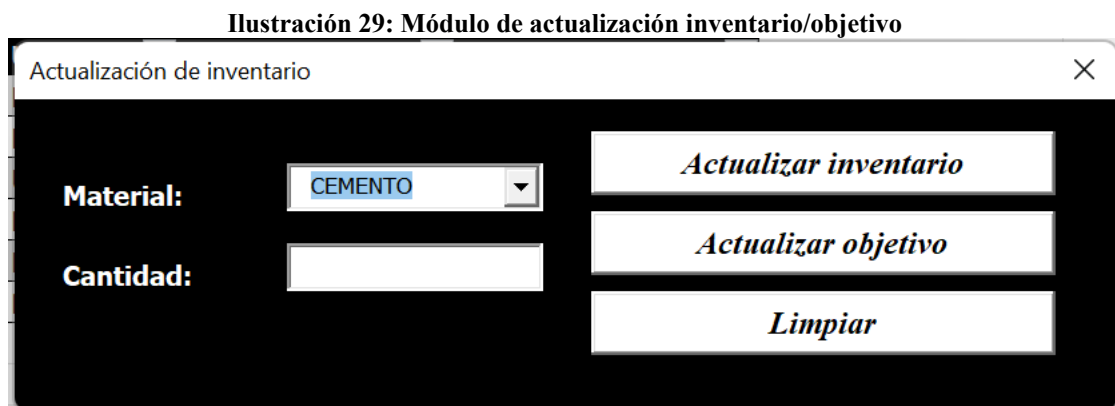 Ilustración 29: Módulo de actualización inventario/objetivo
Actualización de inventario
Material:
CEMENTO
Cantidad:
Actualizar inventario
Actualizar objetivo
Limpiar